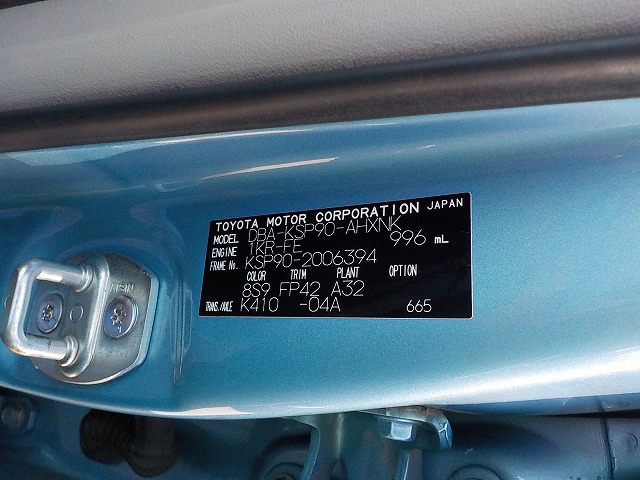 TOYOTA MOTOR CORPORATION JAPAN
MODEL DBA-KSP90-AHXNK
ENGINE 1KR-FE 996 mL
FRAME No. KSP90-2006394
COLOR TRIM PLANT OPTION
8S9 FP42 A32
TRANS./AXLE K410 -04A 665
AISIN